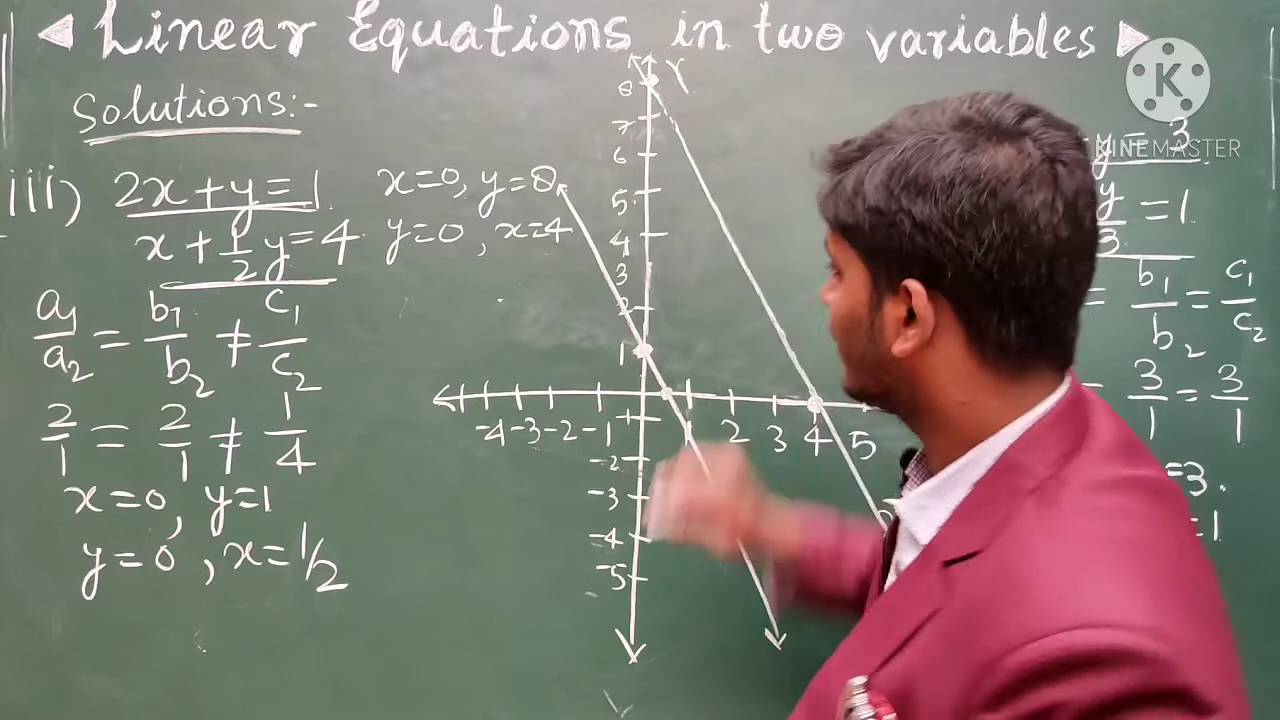 ◄ Linear Equations in two variables ►
Solutions:-
iii) 2x + y = 1
x + 1/2 y = 4
x=0, y=8
y=0, x=4
a₁/a₂ = b₁/b₂ ≠ c₁/c₂
2/1 = 2/1 ≠ 1/4
x=0, y=1
y=0, x=1/2
Y
8
7
6
5
4
3
2
1
-4 -3 -2 -1 1 2 3 4 5
-2
-3
-4
-5
y = 3
y/3 = 1
= b₁/b₂ = c₁/c₂
= 3/1 = 3/1
=3.
=1
K
KINEMASTER